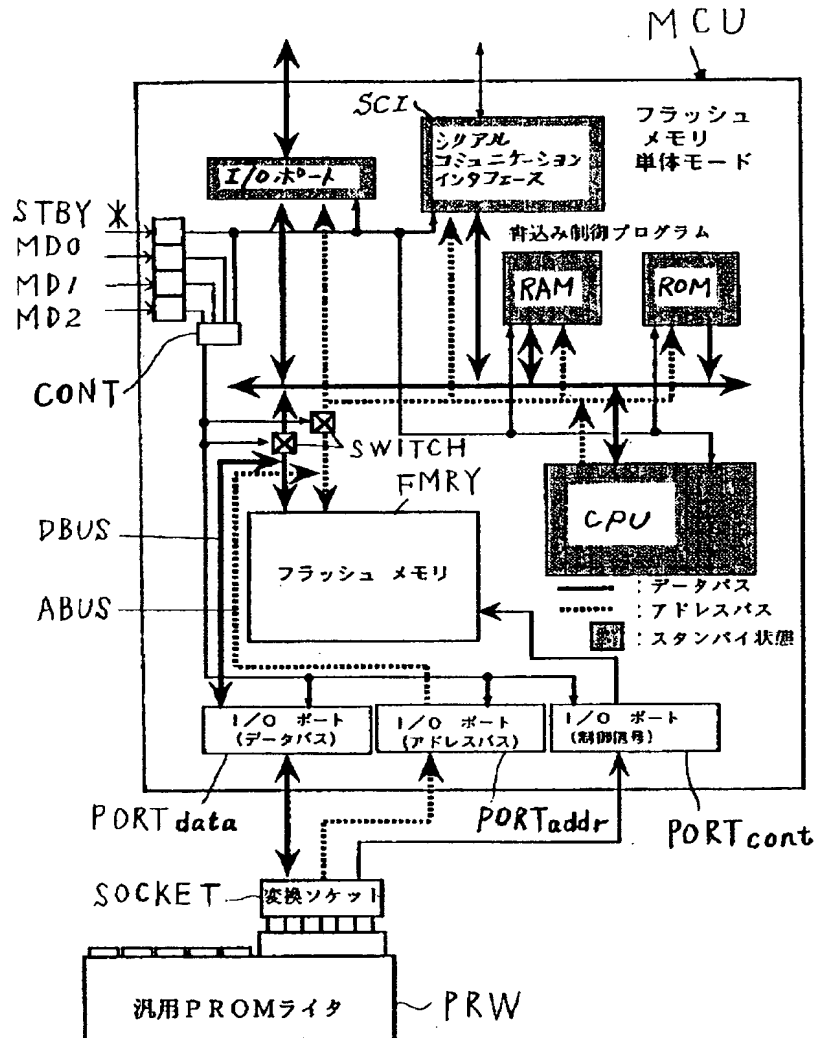 MCU
SCI
フラッシュ
メモリ
単体モード
シリアル
コミュニケーション
インタフェース
I/Oポート
STBY*
MD0
MD1
MD2
書込み制御プログラム
RAM
ROM
CONT
SWITCH
FMRY
CPU
DBUS
フラッシュ メモリ
ABUS
:データバス
:アドレスバス
:スタンバイ状態
I/O ポート
(データバス)
I/O ポート
(アドレスバス)
I/O ポート
(制御信号)
PORTdata
PORTaddr
PORTcont
SOCKET
変換ソケット
汎用PROMライタ
PRW